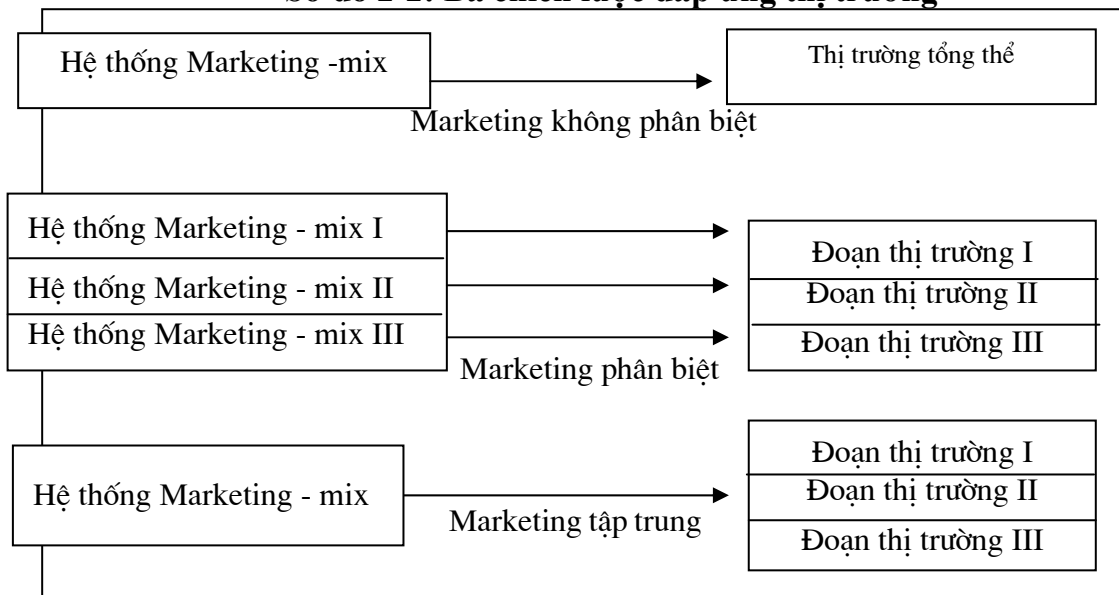 Hệ thống Marketing -mix
Thị trường tổng thể
Marketing không phân biệt
Hệ thống Marketing - mix I
Hệ thống Marketing - mix II
Hệ thống Marketing - mix III
Đoạn thị trường I
Đoạn thị trường II
Đoạn thị trường III
Marketing phân biệt
Hệ thống Marketing - mix
Marketing tập trung
Đoạn thị trường I
Đoạn thị trường II
Đoạn thị trường III